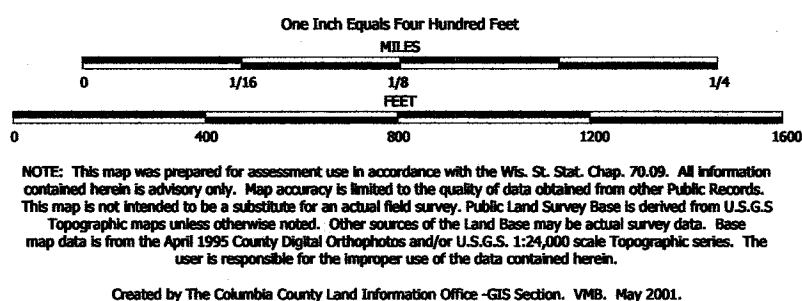 One Inch Equals Four Hundred Feet
MILES
0 1/16 1/8 1/4
FEET
0 400 800 1200 1600
NOTE: This map was prepared for assessment use in accordance with the Wis. St. Stat. Chap. 70.09. All information
contained herein is advisory only. Map accuracy is limited to the quality of data obtained from other Public Records.
This map is not intended to be a substitute for an actual field survey. Public Land Survey Base is derived from U.S.G.S
Topographic maps unless otherwise noted. Other sources of the Land Base may be actual survey data. Base
map data is from the April 1995 County Digital Orthophotos and/or U.S.G.S. 1:24,000 scale Topographic series. The
user is responsible for the improper use of the data contained herein.
Created by The Columbia County Land Information Office -GIS Section. VMB. May 2001.